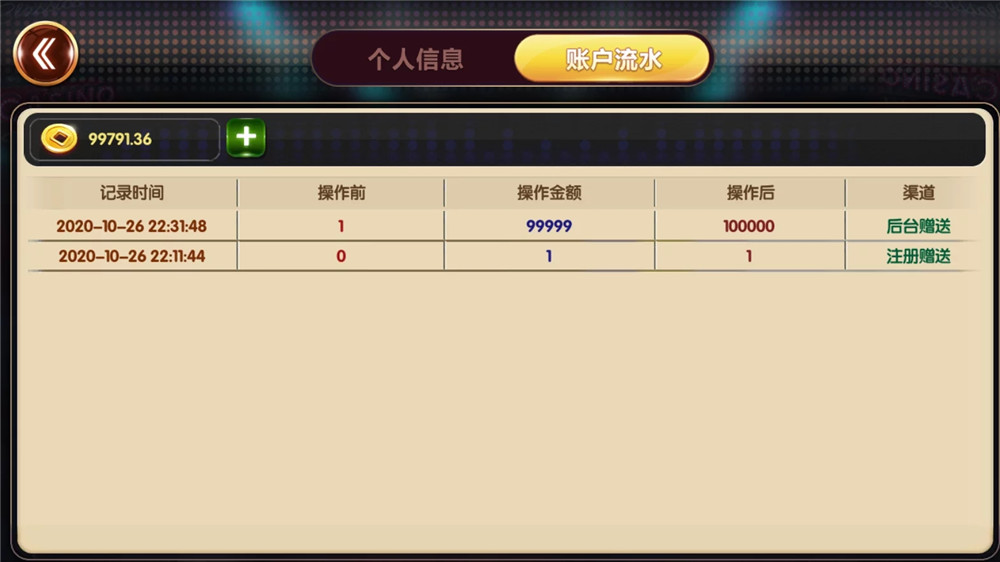 个人信息 账户流水
99791.36
记录时间 操作前 操作金额 操作后 渠道
2020-10-26 22:31:48 1 99999 100000 后台赠送
2020-10-26 22:11:44 0 1 1 注册赠送